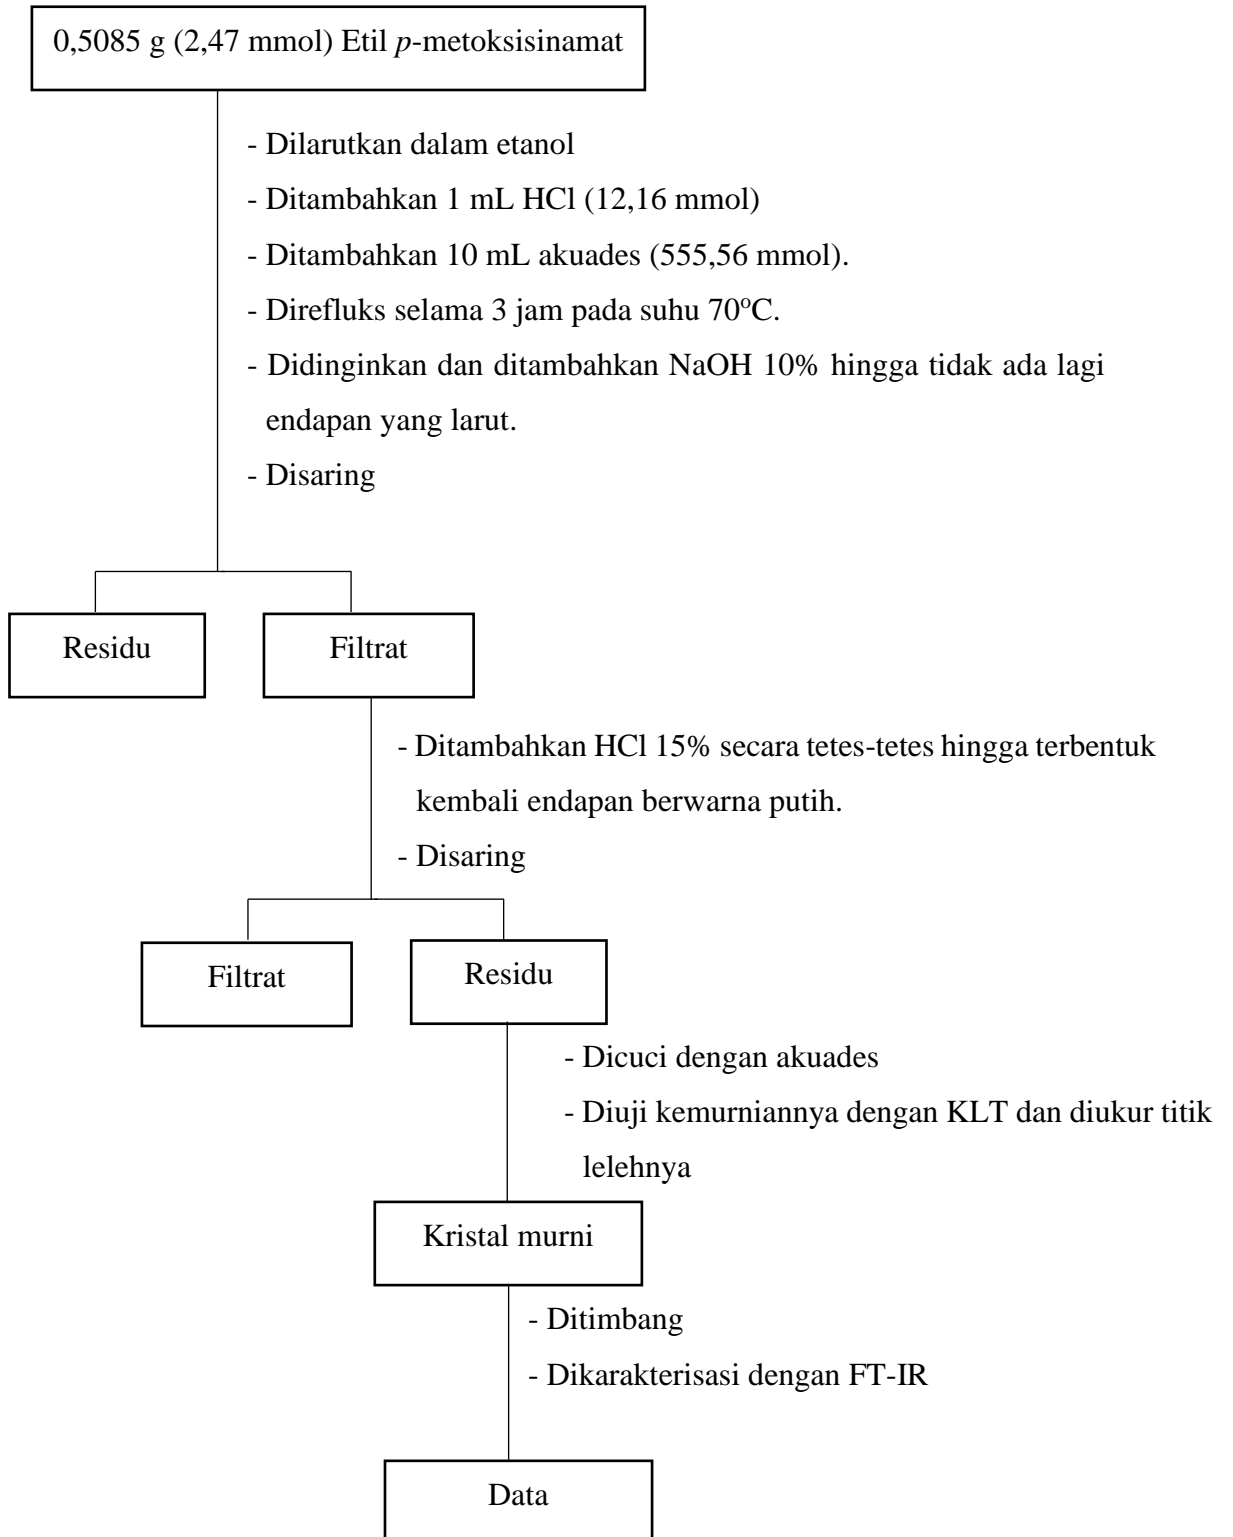 0,5085 g (2,47 mmol) Etil p-metoksisinamat
- Dilarutkan dalam etanol
- Ditambahkan 1 mL HCl (12,16 mmol)
- Ditambahkan 10 mL akuades (555,56 mmol).
- Direfluks selama 3 jam pada suhu 70°C.
- Didinginkan dan ditambahkan NaOH 10% hingga tidak ada lagi
endapan yang larut.
- Disaring
Residu
Filtrat
- Ditambahkan HCl 15% secara tetes-tetes hingga terbentuk
kembali endapan berwarna putih.
- Disaring
Filtrat
Residu
- Dicuci dengan akuades
- Diuji kemurniannya dengan KLT dan diukur titik
lelehnya
Kristal murni
- Ditimbang
- Dikarakterisasi dengan FT-IR
Data